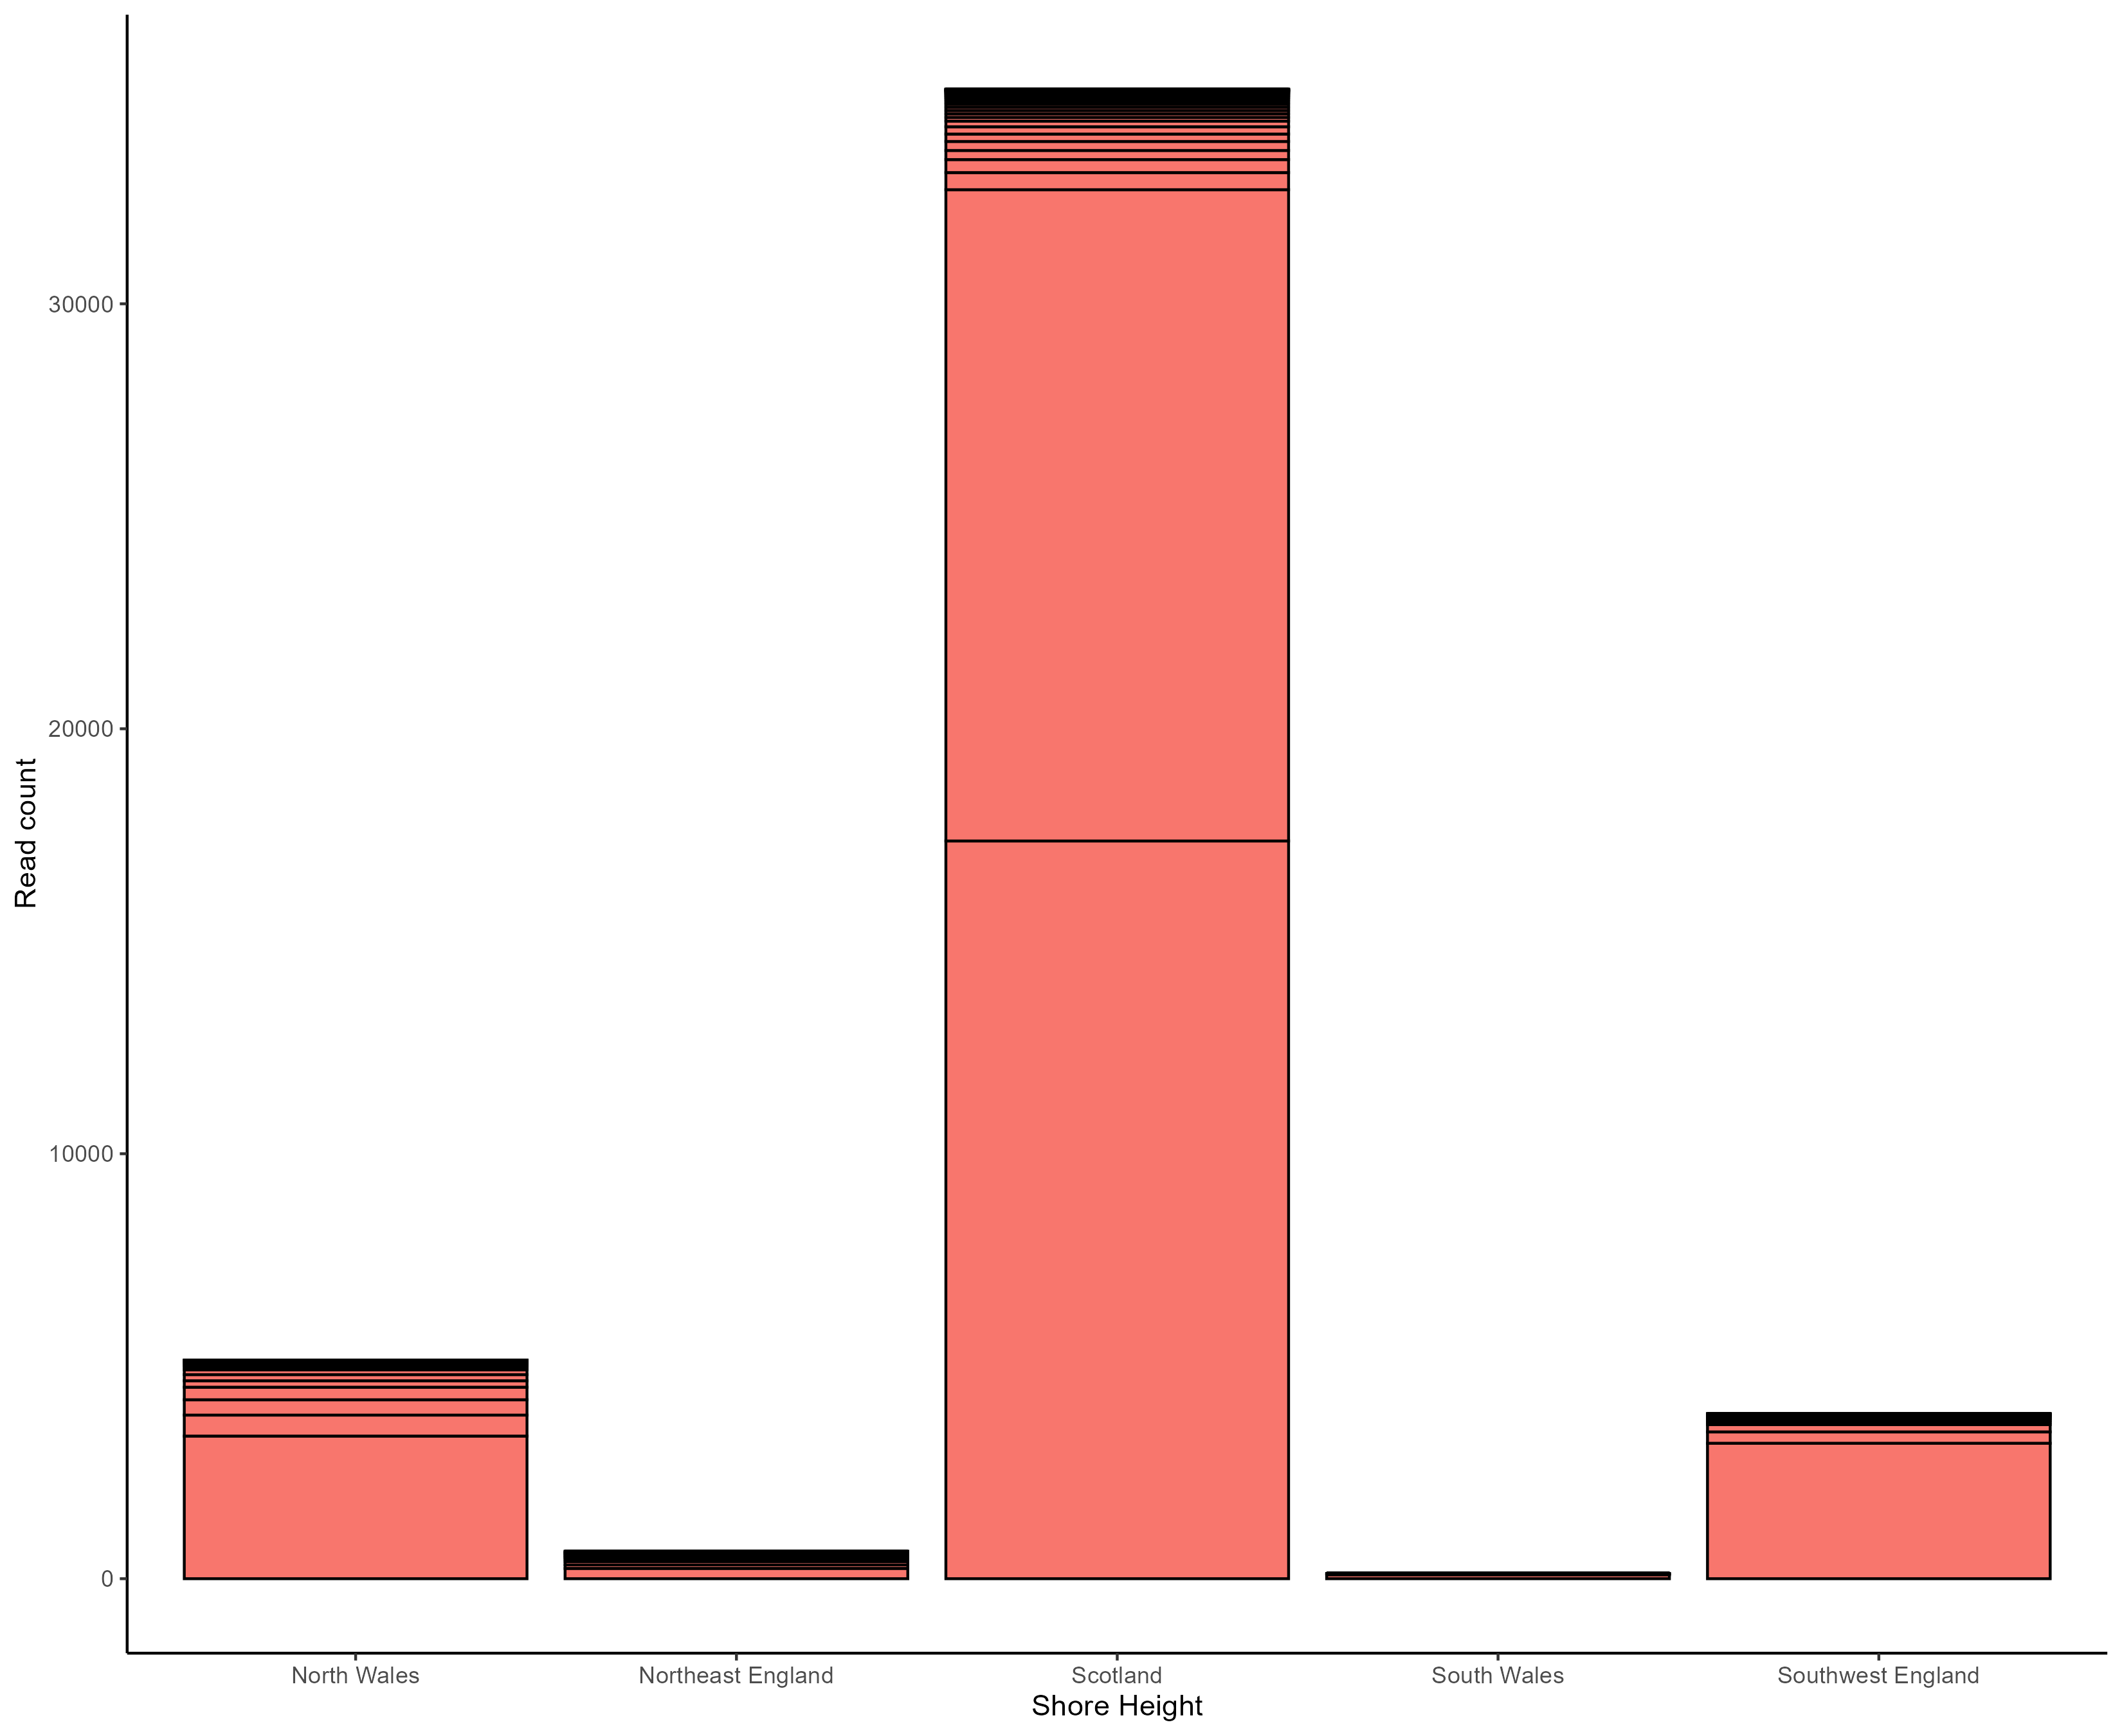 Read count
30000
20000
10000
0
North Wales
Northeast England
Scotland
South Wales
Southwest England
Shore Height